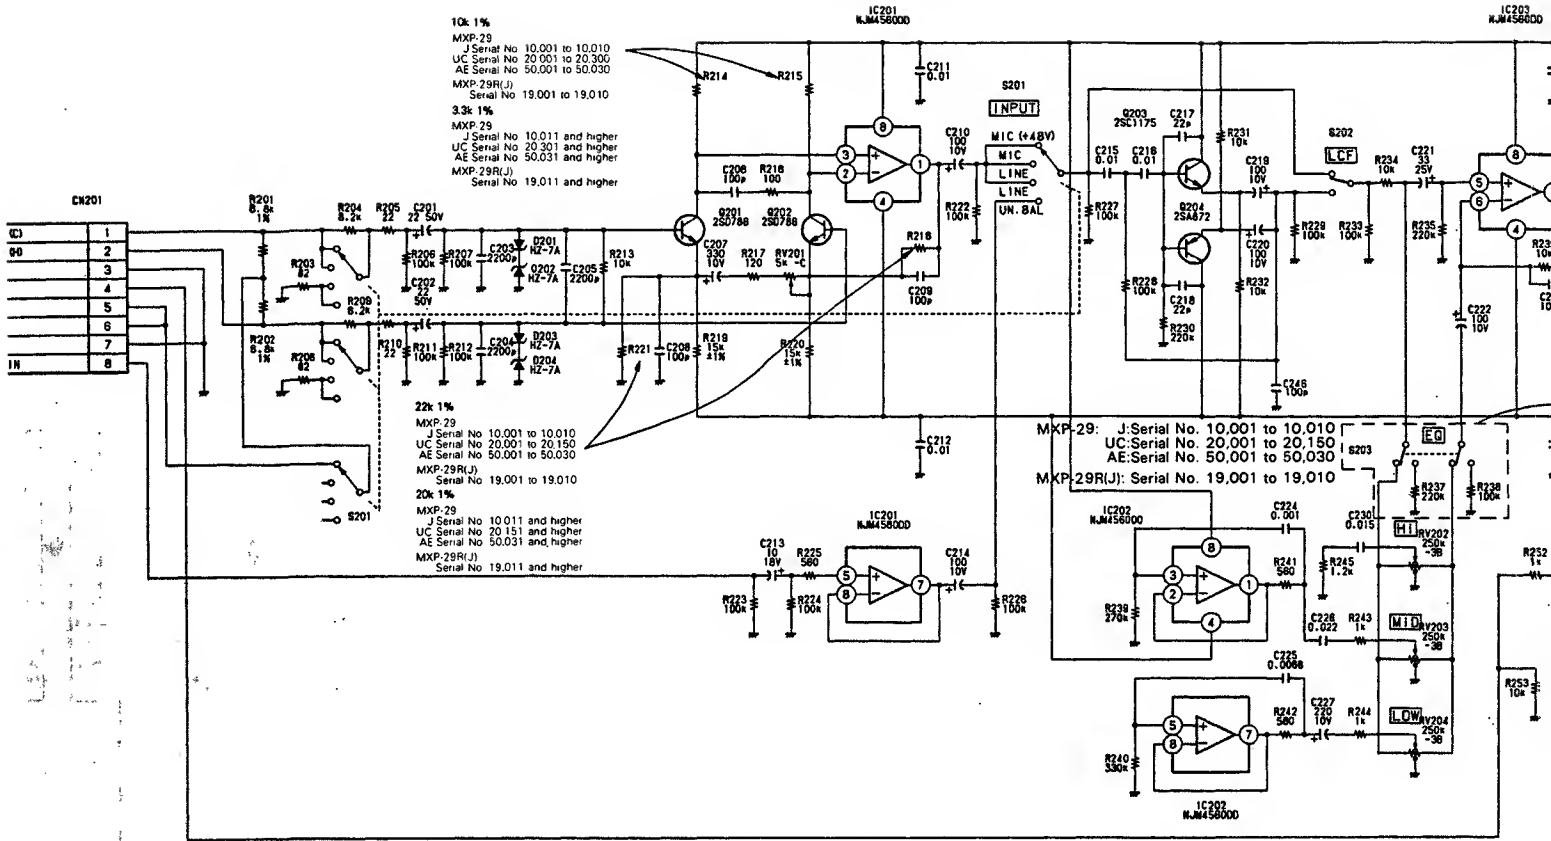 10k 1%
MXP-29
J Serial No 10.001 to 10,010
UC Serial No 20 001 to 20.300
AE Serial No 50.001 to 50.030
MXP-29R(J)
Serial No 19.001 to 19,010
3.3k 1%
MXP-29
J Serial No 10.011 and higher
UC Serial No 20 301 and higher
AE Serial No 50.031 and higher
MXP-29R(J)
Serial No 19,011 and higher
IC201
NJM4560DD
IC203
NJM4560DD
R214
R215
C211
0.01
S201
INPUT
MIC (+48V)
MIC
LINE
LINE
UN.BAL
C210
100
10V
8
3
2
1
4
C206
100p
R216
100
Q201
2SD788
Q202
2SD788
C207
330
10V
R217
120
RV201
5k -C
R218
C209
100p
R222
100k
R227
100k
C215
0.01
C216
0.01
Q203
2SC1175
C217
22p
R231
10k
C219
100
10V
Q204
2SA872
C220
100
10V
R229
100k
R228
100k
C218
22p
R230
220k
R232
10k
C246
100p
S202
LCF
R233
100k
R234
10k
C221
33
25V
R235
220k
8
5
6
4
C222
100
10V
CN201
(C)
(H)
IN
1
2
3
4
5
6
7
8
R201
6.8k
1%
R202
6.8k
1%
R203
82
R204
8.2k
R205
22
C201
22 50V
R206
100k
R207
100k
C202
22
50V
C203
2200p
D201
HZ-7A
D202
HZ-7A
C205
2200p
R213
10k
R208
82
R209
8.2k
R210
22
R211
100k
R212
100k
C204
2200p
D203
HZ-7A
D204
HZ-7A
R221
C208
100p
R219
15k
±1%
R220
15k
±1%
S201
22k 1%
MXP-29
J Serial No 10.001 to 10,010
UC Serial No 20,001 to 20,150
AE Serial No 50.001 to 50,030
MXP-29R(J)
Serial No 19.001 to 19.010
20k 1%
MXP-29
J Serial No 10 011 and higher
UC Serial No 20 151 and higher
AE Serial No 50.031 and higher
MXP-29R(J)
Serial No 19.011 and higher
C212
0.01
MXP-29: J:Serial No. 10,001 to 10,010
UC:Serial No. 20,001 to 20,150
AE:Serial No. 50,001 to 50,030
MXP-29R(J): Serial No. 19,001 to 19,010
S203
EQ
R237
220k
R238
100k
IC201
NJM4560DD
C213
10
16V
R225
560
5
6
7
C214
100
10V
R223
100k
R224
100k
R226
100k
IC202
NJM4560DD
C224
0.001
8
3
2
1
4
R239
270k
R241
560
C230
0.015
HI
RV202
250k
-3B
R245
1.2k
C226
0.022
R243
1k
MID
RV203
250k
-3B
C225
0.0068
5
6
7
R240
330k
R242
560
C227
220
10V
R244
1k
LOW
RV204
250k
-3B
IC202
NJM4560DD
R252
1k
R253
10k